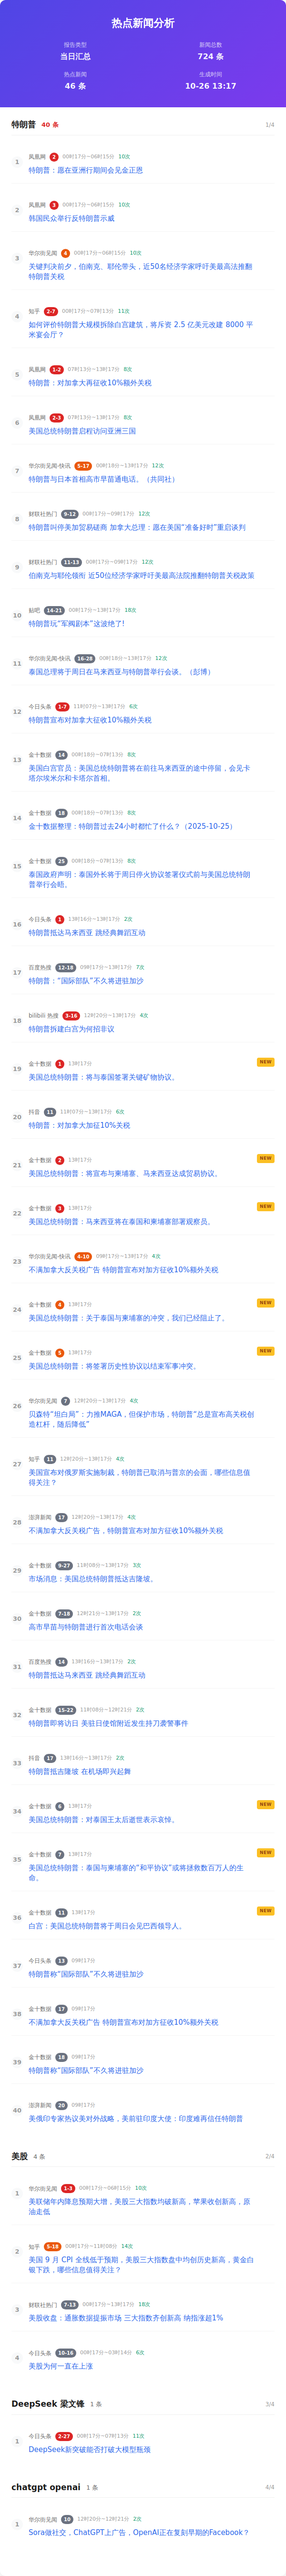 热点新闻分析
报告类型
新闻总数
当日汇总
724 条
热点新闻
生成时间
46 条
10-26 13:17
特朗普 40 条 1/4
1
凤凰网 2 00时17分~06时15分 10次
特朗普：愿在亚洲行期间会见金正恩
2
凤凰网 3 00时17分~06时15分 10次
韩国民众举行反特朗普示威
3
华尔街见闻 4 00时17分~06时15分 10次
关键判决前夕，伯南克、耶伦带头，近50名经济学家呼吁美最高法推翻
特朗普关税
4
知乎 2-7 00时17分~07时13分 11次
如何评价特朗普大规模拆除白宫建筑，将斥资 2.5 亿美元改建 8000 平
米宴会厅？
5
凤凰网 1-2 07时13分~13时17分 8次
特朗普：对加拿大再征收10%额外关税
6
凤凰网 2-3 07时13分~13时17分 8次
美国总统特朗普启程访问亚洲三国
7
华尔街见闻-快讯 5-17 00时18分~13时17分 12次
特朗普与日本首相高市早苗通电话。（共同社）
8
财联社热门 9-12 00时17分~09时17分 12次
特朗普叫停美加贸易磋商 加拿大总理：愿在美国“准备好时”重启谈判
9
财联社热门 11-13 00时17分~09时17分 12次
伯南克与耶伦领衔 近50位经济学家呼吁美最高法院推翻特朗普关税政策
10
贴吧 14-21 00时17分~13时17分 18次
特朗普玩“军阀剧本”这波绝了!
11
华尔街见闻-快讯 16-28 00时18分~13时17分 12次
泰国总理将于周日在马来西亚与特朗普举行会谈。（彭博）
12
今日头条 1-7 11时07分~13时17分 6次
特朗普宣布对加拿大征收10%额外关税
13
金十数据 14 00时18分~07时13分 8次
美国白宫官员：美国总统特朗普将在前往马来西亚的途中停留，会见卡
塔尔埃米尔和卡塔尔首相。
14
金十数据 18 00时18分~07时13分 8次
金十数据整理：特朗普过去24小时都忙了什么？（2025-10-25）
15
金十数据 25 00时18分~07时13分 8次
泰国政府声明：泰国外长将于周日停火协议签署仪式前与美国总统特朗
普举行会晤。
16
今日头条 1 13时16分~13时17分 2次
特朗普抵达马来西亚 跳经典舞蹈互动
17
百度热搜 12-18 09时17分~13时17分 7次
特朗普：“国际部队”不久将进驻加沙
18
bilibili 热搜 3-16 12时20分~13时17分 4次
特朗普拆建白宫为何招非议
19
金十数据 1 13时17分
NEW
美国总统特朗普：将与泰国签署关键矿物协议。
20
抖音 11 11时07分~13时17分 6次
特朗普：对加拿大加征10%关税
21
金十数据 2 13时17分
NEW
美国总统特朗普：将宣布与柬埔寨、马来西亚达成贸易协议。
22
金十数据 3 13时17分
NEW
美国总统特朗普：马来西亚将在泰国和柬埔寨部署观察员。
23
华尔街见闻-快讯 4-10 09时17分~13时17分 4次
不满加拿大反关税广告 特朗普宣布对加方征收10%额外关税
24
金十数据 4 13时17分
NEW
美国总统特朗普：关于泰国与柬埔寨的冲突，我们已经阻止了。
25
金十数据 5 13时17分
NEW
美国总统特朗普：将签署历史性协议以结束军事冲突。
26
华尔街见闻 7 12时20分~13时17分 4次
贝森特“坦白局”：力推MAGA，但保护市场，特朗普“总是宣布高关税创
造杠杆，随后降低”
27
知乎 11 12时20分~13时17分 4次
美国宣布对俄罗斯实施制裁，特朗普已取消与普京的会面，哪些信息值
得关注？
28
澎湃新闻 17 12时20分~13时17分 4次
不满加拿大反关税广告，特朗普宣布对加方征收10%额外关税
29
金十数据 9-27 11时08分~13时17分 3次
市场消息：美国总统特朗普抵达吉隆坡。
30
金十数据 7-18 12时21分~13时17分 2次
高市早苗与特朗普进行首次电话会谈
31
百度热搜 14 13时16分~13时17分 2次
特朗普抵达马来西亚 跳经典舞蹈互动
32
金十数据 15-22 11时08分~12时21分 2次
特朗普即将访日 美驻日使馆附近发生持刀袭警事件
33
抖音 17 13时16分~13时17分 2次
特朗普抵吉隆坡 在机场即兴起舞
34
金十数据 6 13时17分
NEW
美国总统特朗普：对泰国王太后逝世表示哀悼。
35
金十数据 7 13时17分
NEW
美国总统特朗普：泰国与柬埔寨的“和平协议”或将拯救数百万人的生
命。
36
金十数据 11 13时17分
NEW
白宫：美国总统特朗普将于周日会见巴西领导人。
37
今日头条 13 09时17分
特朗普称“国际部队”不久将进驻加沙
38
金十数据 17 09时17分
不满加拿大反关税广告 特朗普宣布对加方征收10%额外关税
39
金十数据 18 09时17分
特朗普称“国际部队”不久将进驻加沙
40
澎湃新闻 20 09时17分
美俄印专家热议美对外战略，美前驻印度大使：印度难再信任特朗普
美股 4 条 2/4
1
华尔街见闻 1-3 00时17分~06时15分 10次
美联储年内降息预期大增，美股三大指数均破新高，苹果收创新高，原
油走低
2
知乎 5-18 00时17分~11时08分 14次
美国 9 月 CPI 全线低于预期，美股三大指数盘中均创历史新高，黄金白
银下跌，哪些信息值得关注？
3
财联社热门 7-13 00时17分~13时17分 18次
美股收盘：通胀数据提振市场 三大指数齐创新高 纳指涨超1%
4
今日头条 10-16 00时17分~03时14分 6次
美股为何一直在上涨
DeepSeek 梁文锋 1 条 3/4
1
今日头条 2-27 00时17分~07时13分 11次
DeepSeek新突破能否打破大模型瓶颈
chatgpt openai 1 条 4/4
1
华尔街见闻 10 12时20分~12时21分 2次
Sora做社交，ChatGPT上广告，OpenAI正在复刻早期的Facebook？